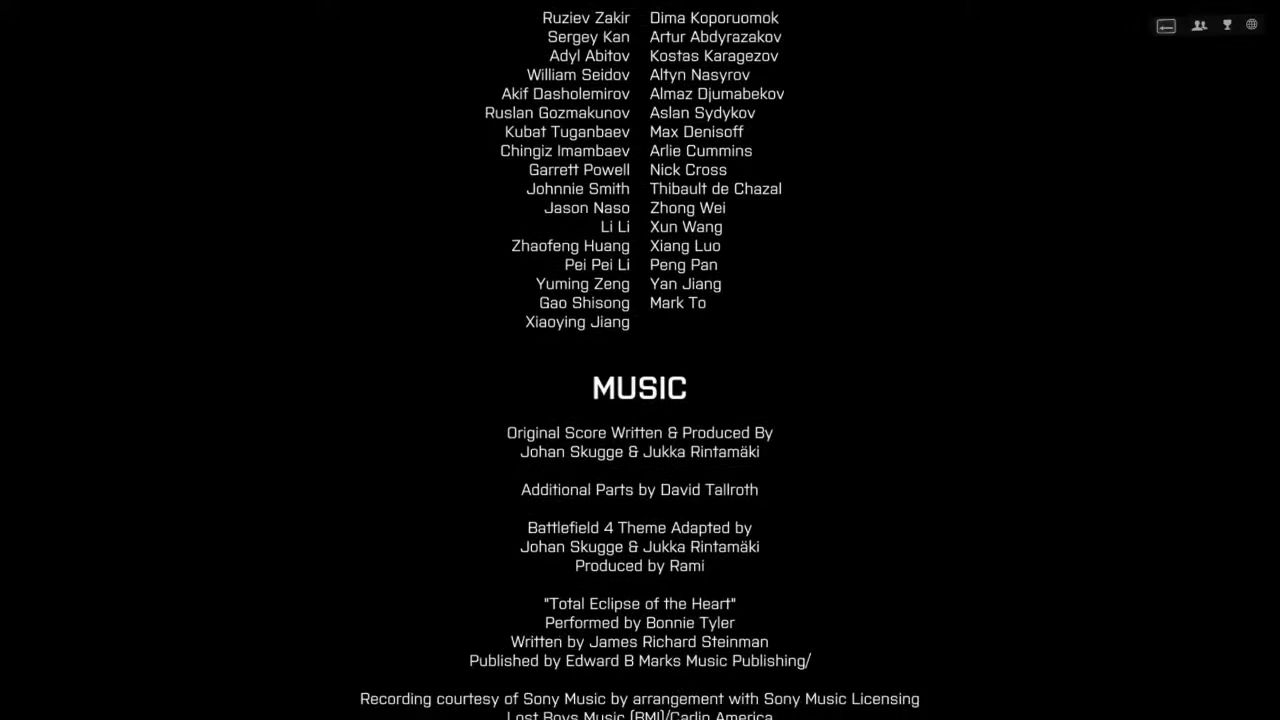 Ruziev Zakir Dima Koporuomok
Sergey Kan Artur Abdyrazakov
Adyl Abitov Kostas Karagezov
William Seidov Altyn Nasyrov
Akif Dasholemirov Almaz Djumabekov
Ruslan Gozmakunov Aslan Sydykov
Kubat Tuganbaev Max Denisoff
Chingiz Imambaev Arlie Cummins
Garrett Powell Nick Cross
Johnnie Smith Thibault de Chazal
Jason Naso Zhong Wei
Li Li Xun Wang
Zhaofeng Huang Xiang Luo
Pei Pei Li Peng Pan
Yuming Zeng Yan Jiang
Gao Shisong Mark To
Xiaoying Jiang
MUSIC
Original Score Written & Produced By
Johan Skugge & Jukka Rintamäki
Additional Parts by David Tallroth
Battlefield 4 Theme Adapted by
Johan Skugge & Jukka Rintamäki
Produced by Rami
"Total Eclipse of the Heart"
Performed by Bonnie Tyler
Written by James Richard Steinman
Published by Edward B Marks Music Publishing/
Recording courtesy of Sony Music by arrangement with Sony Music Licensing
Lost Boys Music (BMI)/Carlin America